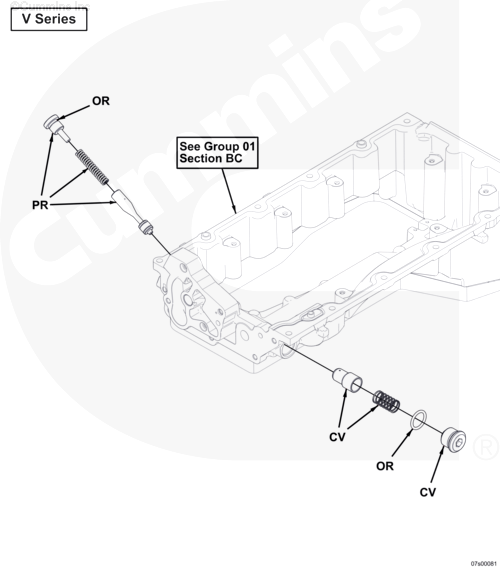 ©Cummins Inc
V Series
OR
See Group 01
Section BC
PR
CV
OR
CV
Cummins
®
07s00081